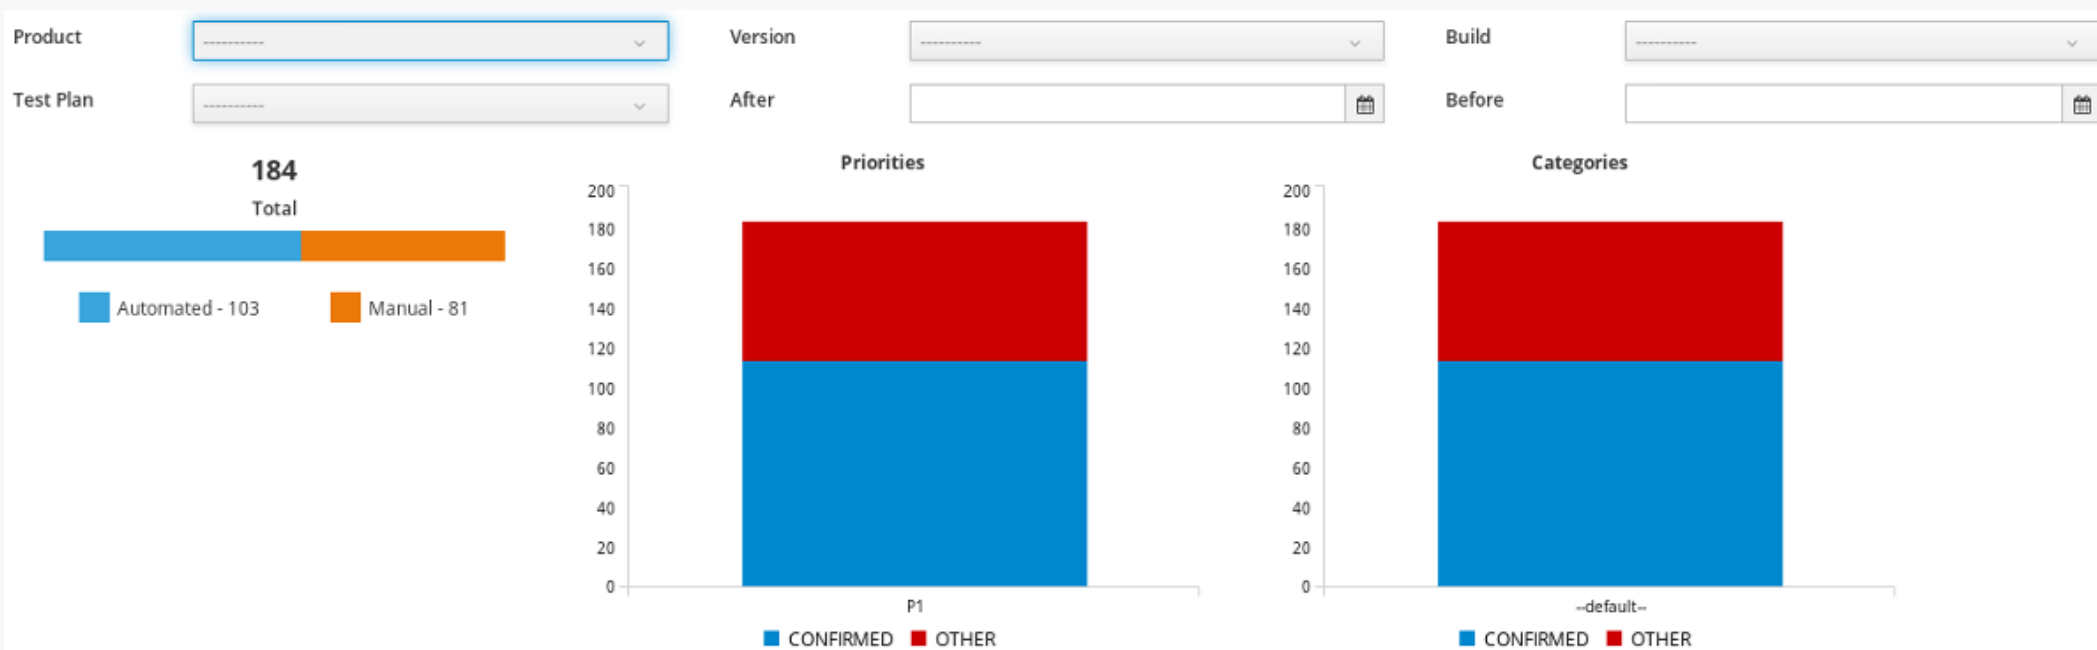 Product ---------- Version ---------- Build ----------
Test Plan ---------- After Before
184
Total
Automated - 103 Manual - 81
Priorities
200
180
160
140
120
100
80
60
40
20
0
P1
CONFIRMED OTHER
Categories
200
180
160
140
120
100
80
60
40
20
0
--default--
CONFIRMED OTHER